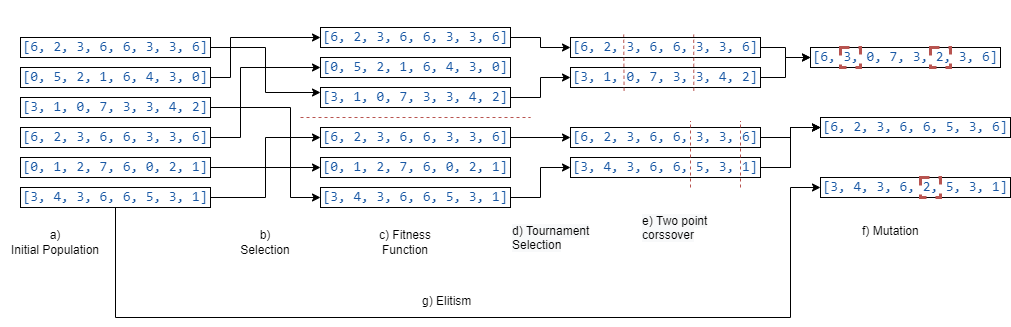 [6, 2, 3, 6, 6, 3, 3, 6]
[0, 5, 2, 1, 6, 4, 3, 0]
[3, 1, 0, 7, 3, 3, 4, 2]
[6, 2, 3, 6, 6, 3, 3, 6]
[0, 1, 2, 7, 6, 0, 2, 1]
[3, 4, 3, 6, 6, 5, 3, 1]
a)
Initial Population
b)
Selection
[6, 2, 3, 6, 6, 3, 3, 6]
[0, 5, 2, 1, 6, 4, 3, 0]
[3, 1, 0, 7, 3, 3, 4, 2]
[6, 2, 3, 6, 6, 3, 3, 6]
[0, 1, 2, 7, 6, 0, 2, 1]
[3, 4, 3, 6, 6, 5, 3, 1]
c) Fitness
Function
d) Tournament
Selection
[6, 2, 3, 6, 6, 3, 3, 6]
[3, 1, 0, 7, 3, 3, 4, 2]
[6, 2, 3, 6, 6, 3, 3, 6]
[3, 4, 3, 6, 6, 5, 3, 1]
e) Two point
corssover
[6, 3, 0, 7, 3, 2, 3, 6]
[6, 2, 3, 6, 6, 5, 3, 6]
[3, 4, 3, 6, 2, 5, 3, 1]
f) Mutation
g) Elitism